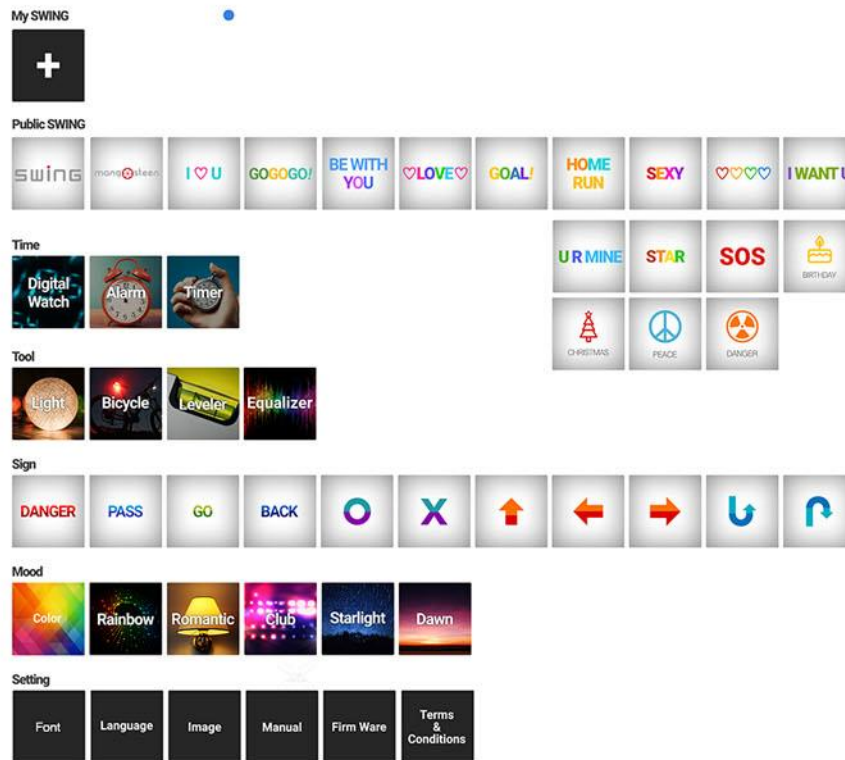 My SWING
Public SWING
swing
mangosteen
I ♡ U
GOGOGO!
BE WITH
YOU
♡LOVE♡
GOAL!
HOME
RUN
SEXY
♡♡♡♡
I WANT U
U R MINE
STAR
SOS
BIRTHDAY
CHRISTMAS
PEACE
DANGER
Time
Digital
Watch
Alarm
Timer
Tool
Light
Bicycle
Leveler
Equalizer
Sign
DANGER
PASS
GO
BACK
O
X
Mood
Color
Rainbow
Romantic
Club
Starlight
Dawn
Setting
Font
Language
Image
Manual
Firm Ware
Terms
&
Conditions